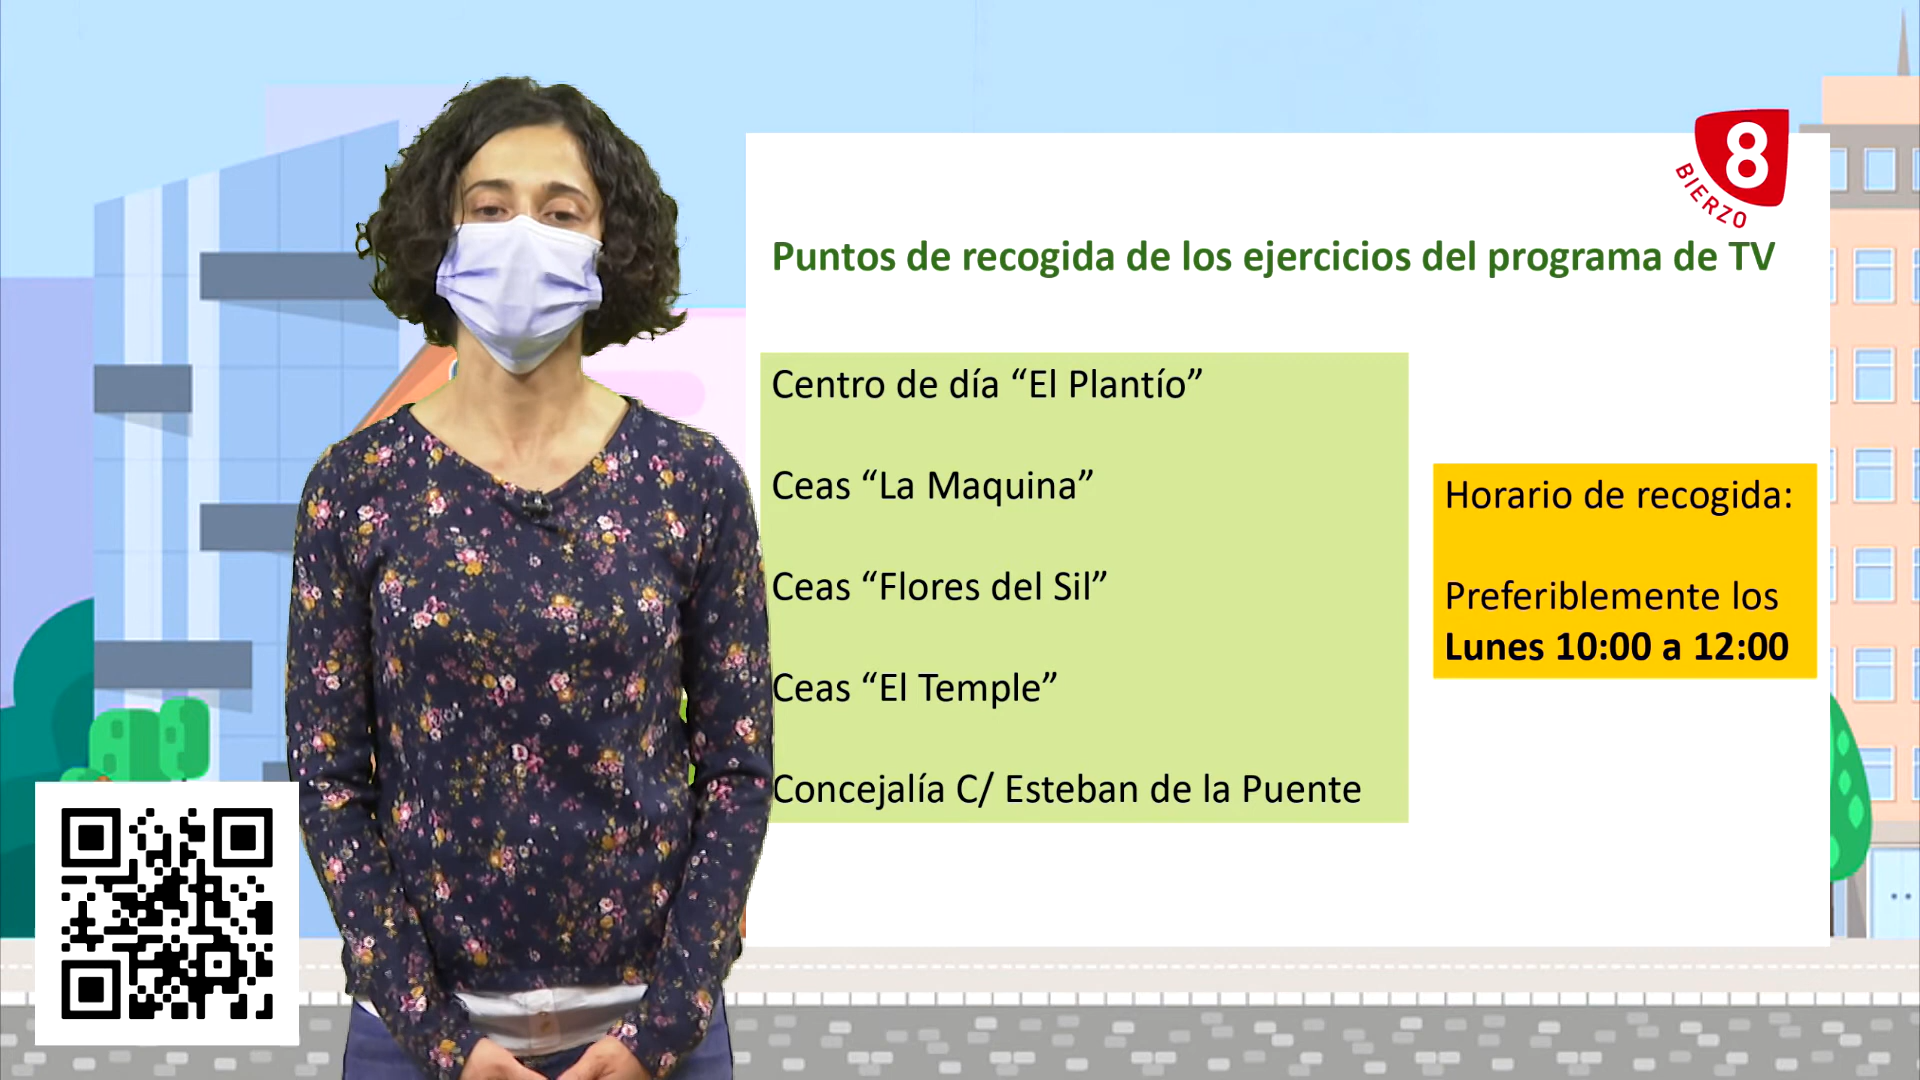 8
BIERZO
Puntos de recogida de los ejercicios del programa de TV
Centro de día “El Plantío”
Ceas “La Maquina”
Ceas “Flores del Sil”
Ceas “El Temple”
Concejalía C/ Esteban de la Puente
Horario de recogida:
Preferiblemente los
Lunes 10:00 a 12:00